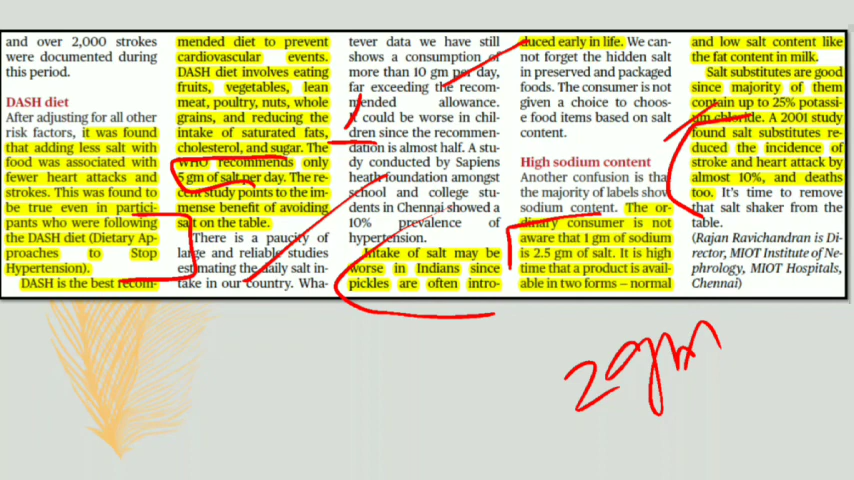 and over 2,000 strokes
were documented during
this period.
DASH diet
After adjusting for all other
risk factors, it was found
that adding less salt with
food was associated with
fewer heart attacks and
strokes. This was found to
be true even in partici-
pants who were following
the DASH diet (Dietary Ap-
proaches to Stop
Hypertension).
DASH is the best recom-
mended diet to prevent
cardiovascular events.
DASH diet involves eating
fruits, vegetables, lean
meat, poultry, nuts, whole
grains, and reducing the
intake of saturated fats,
cholesterol, and sugar. The
WHO recommends only
5 gm of salt per day. The re-
cent study points to the im-
mense benefit of avoiding
salt on the table.
There is a paucity of
large and reliable studies
estimating the daily salt in-
take in our country. Wha-
tever data we have still
shows a consumption of
more than 10 gm per day,
far exceeding the recom-
mended allowance.
It could be worse in chil-
dren since the recommen-
dation is almost half. A stu-
dy conducted by Sapiens
heath foundation amongst
school and college stu-
dents in Chennai showed a
10% prevalence of
hypertension.
Intake of salt may be
worse in Indians since
pickles are often intro-
duced early in life. We can-
not forget the hidden salt
in preserved and packaged
foods. The consumer is not
given a choice to choos-
e food items based on salt
content.
High sodium content
Another confusion is tha
the majority of labels show
sodium content. The or-
dinary consumer is not
aware that 1 gm of sodium
is 2.5 gm of salt. It is high
time that a product is avail-
able in two forms – normal
and low salt content like
the fat content in milk.
Salt substitutes are good
since majority of them
contain up to 25% potassi-
um chloride. A 2001 study
found salt substitutes re-
duced the incidence of
stroke and heart attack by
almost 10%, and deaths
too. It's time to remove
that salt shaker from the
table.
(Rajan Ravichandran is Di-
rector, MIOT Institute of Ne-
phrology, MIOT Hospitals,
Chennai)